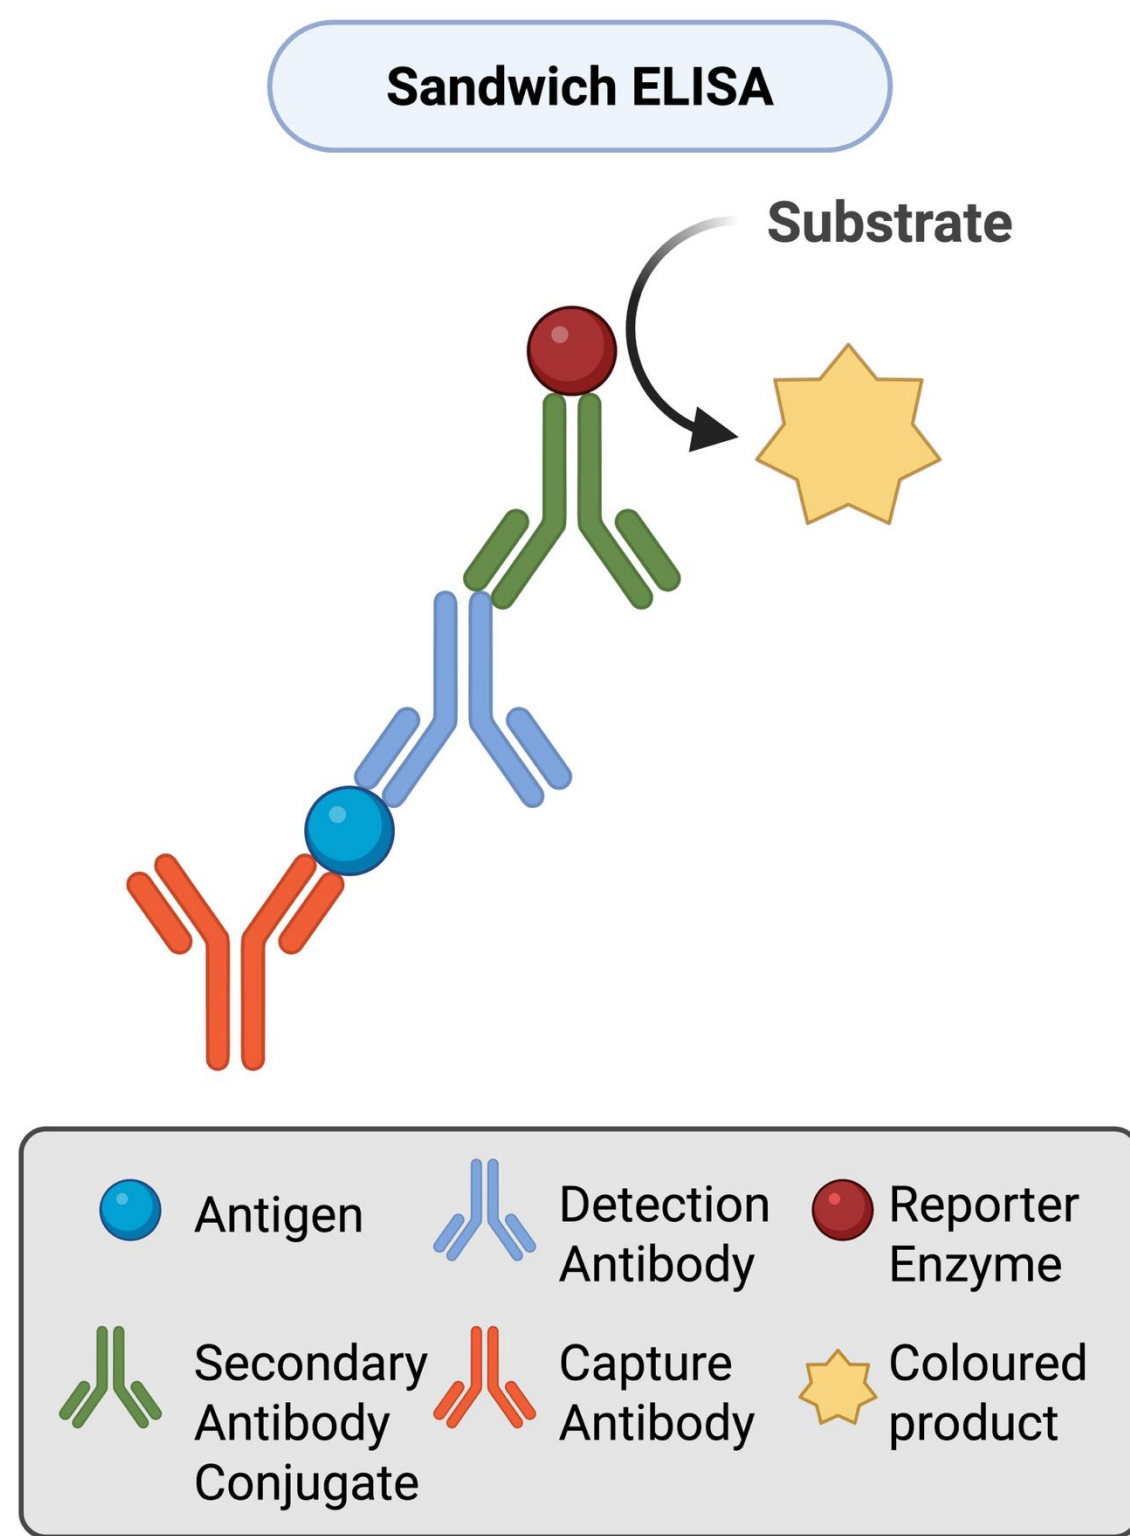 Sandwich ELISA
Substrate
Antigen
Detection
Antibody
Reporter
Enzyme
Secondary
Antibody
Conjugate
Capture
Antibody
Coloured
product